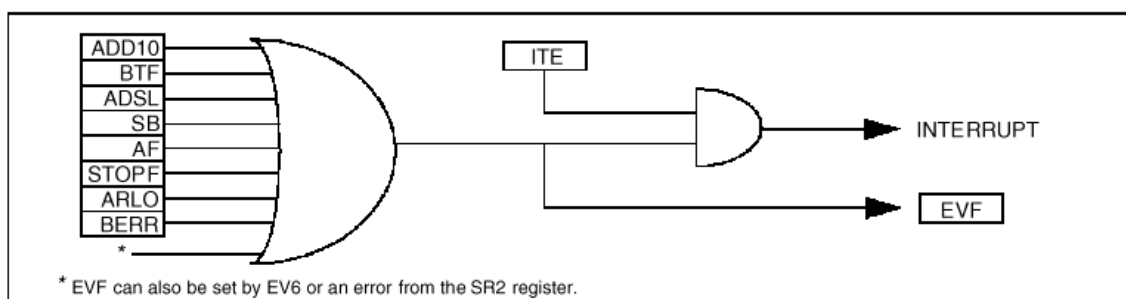 ADD10
BTF
ADSL
SB
AF
STOPF
ARLO
BERR
*
ITE
INTERRUPT
EVF
* EVF can also be set by EV6 or an error from the SR2 register.